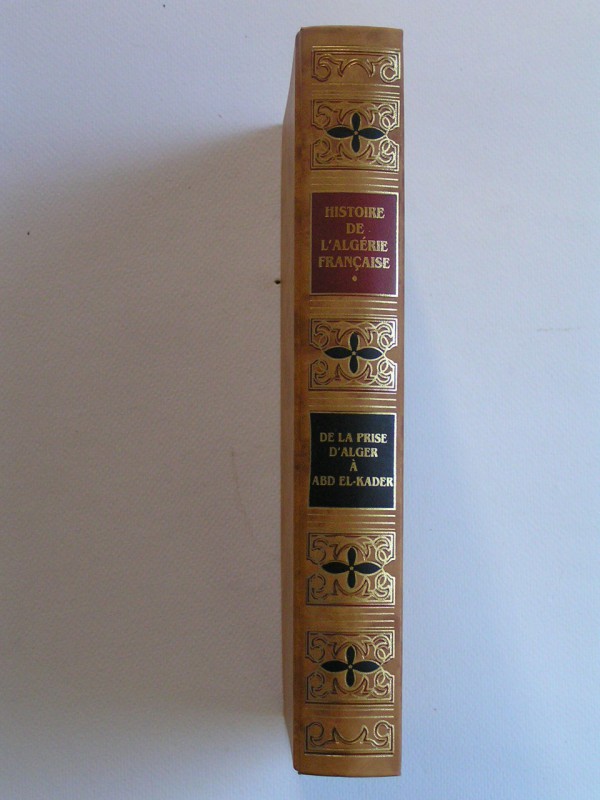 HISTOIRE
DE
L'ALGÉRIE
FRANÇAISE
DE LA PRISE
D'ALGER
À
ABD EL-KADER